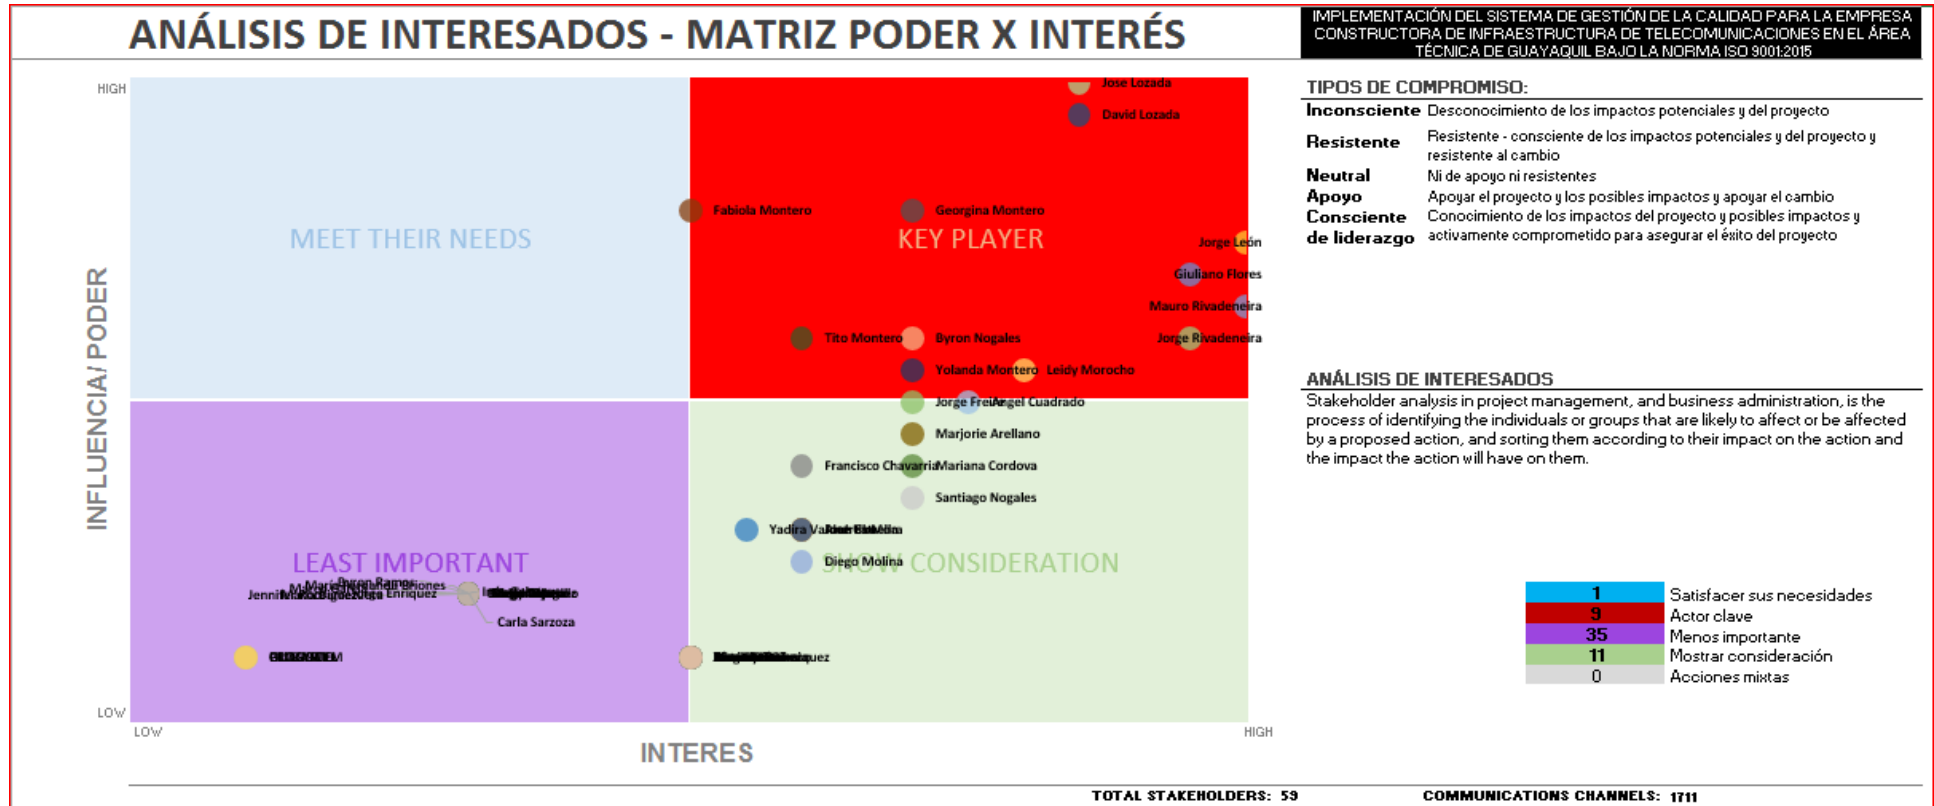 ANÁLISIS DE INTERESADOS - MATRIZ PODER X INTERÉS
IMPLEMENTACIÓN DEL SISTEMA DE GESTIÓN DE LA CALIDAD PARA LA EMPRESA
CONSTRUCTORA DE INFRAESTRUCTURA DE TELECOMUNICACIONES EN EL ÁREA
TÉCNICA DE GUAYAQUIL BAJO LA NORMA ISO 9001:2015
HIGH
INFLUENCIA/ PODER
LOW
MEET THEIR NEEDS
KEY PLAYER
Jose Lozada
David Lozada
Fabiola Montero
Georgina Montero
Jorge León
Giuliano Flores
Mauro Rivadeneira
Tito Montero
Byron Nogales
Jorge Rivadeneira
Yolanda Montero
Leidy Morocho
Jorge Freire
Angel Cuadrado
Marjorie Arellano
Francisco Chavarria
Mariana Cordova
Santiago Nogales
Yadira
Diego Molina
LEAST IMPORTANT
SHOW CONSIDERATION
Byron Ramos
Enriquez
Carla Sarzoza
LOW
HIGH
INTERES
TIPOS DE COMPROMISO:
Inconsciente Desconocimiento de los impactos potenciales y del proyecto
Resistente Resistente - consciente de los impactos potenciales y del proyecto y
resistente al cambio
Neutral Ni de apoyo ni resistentes
Apoyo Apoyar el proyecto y los posibles impactos y apoyar el cambio
Consciente Conocimiento de los impactos del proyecto y posibles impactos y
de liderazgo activamente comprometido para asegurar el éxito del proyecto
ANÁLISIS DE INTERESADOS
Stakeholder analysis in project management, and business administration, is the
process of identifying the individuals or groups that are likely to affect or be affected
by a proposed action, and sorting them according to their impact on the action and
the impact the action will have on them.
1 Satisfacer sus necesidades
9 Actor clave
35 Menos importante
11 Mostrar consideración
0 Acciones mixtas
TOTAL STAKEHOLDERS: 59
COMMUNICATIONS CHANNELS: 1711